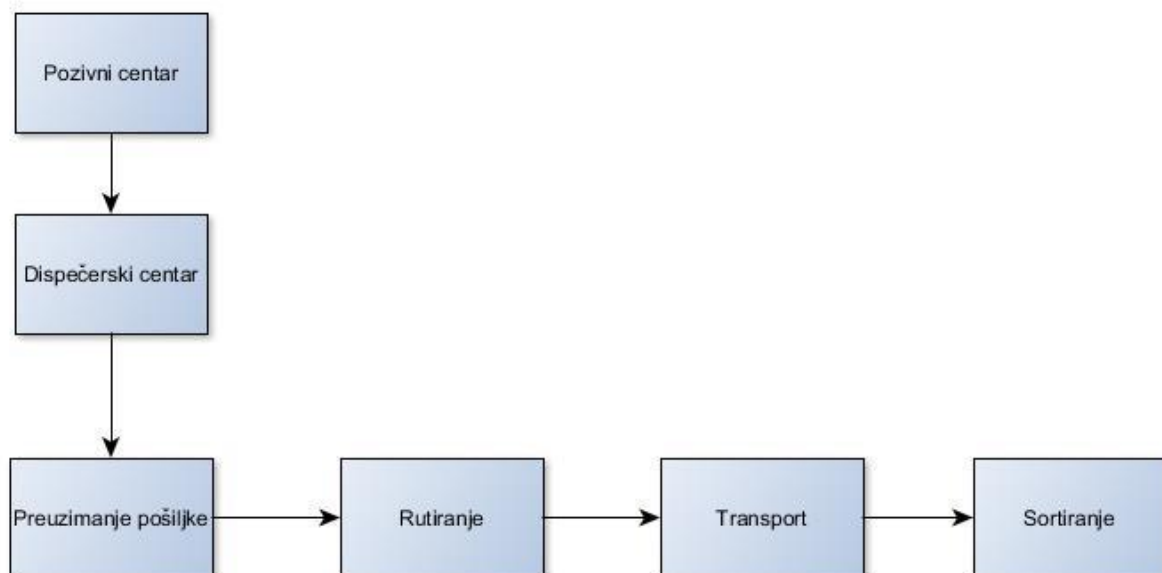 Pozivni centar
Dispečerski centar
Preuzimanje pošiljke
Rutiranje
Transport
Sortiranje